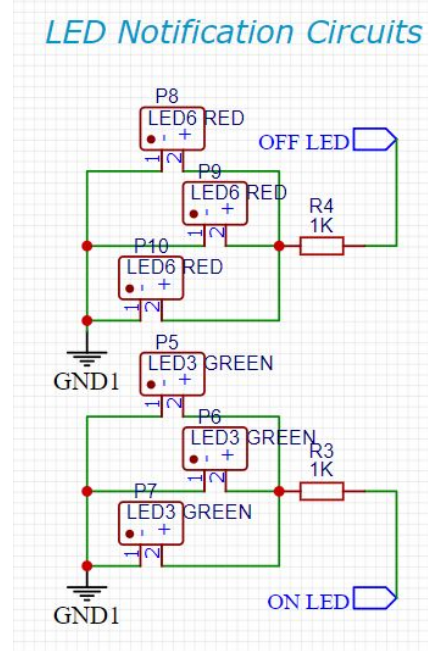 LED Notification Circuits
P8
LED6 RED
- +
1 2
OFF LED
P9
LED6 RED
- +
1 2
R4
1K
P10
LED6 RED
- +
1 2
GND1
P5
LED3 GREEN
- +
1 2
P6
LED3 GREEN
- +
1 2
R3
1K
P7
LED3 GREEN
- +
1 2
GND1
ON LED